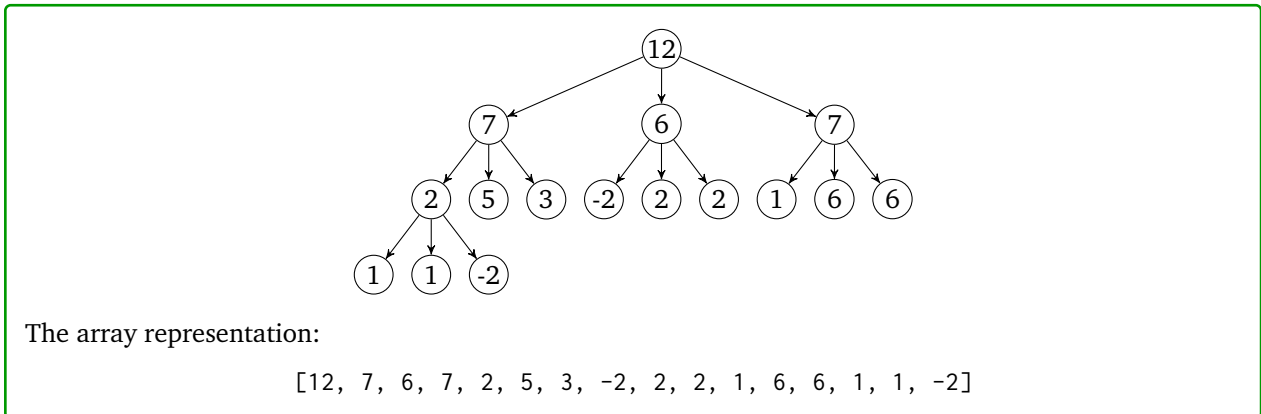 12
7 6 7
2 5 3 -2 2 2 1 6 6
1 1 -2
The array representation:
[12, 7, 6, 7, 2, 5, 3, -2, 2, 2, 1, 6, 6, 1, 1, -2]